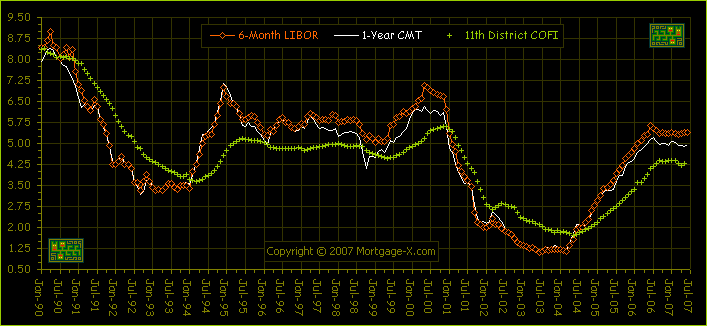 6-Month LIBOR 1-Year CMT 11th District COFI
9.50
8.75
8.00
7.25
6.50
5.75
5.00
4.25
3.50
2.75
2.00
1.25
0.50
Copyright © 2007 Mortgage-X.com
Jan-90
Jul-90
Jan-91
Jul-91
Jan-92
Jul-92
Jan-93
Jul-93
Jan-94
Jul-94
Jan-95
Jul-95
Jan-96
Jul-96
Jan-97
Jul-97
Jan-98
Jul-98
Jan-99
Jul-99
Jan-00
Jul-00
Jan-01
Jul-01
Jan-02
Jul-02
Jan-03
Jul-03
Jan-04
Jul-04
Jan-05
Jul-05
Jan-06
Jul-06
Jan-07
Jul-07